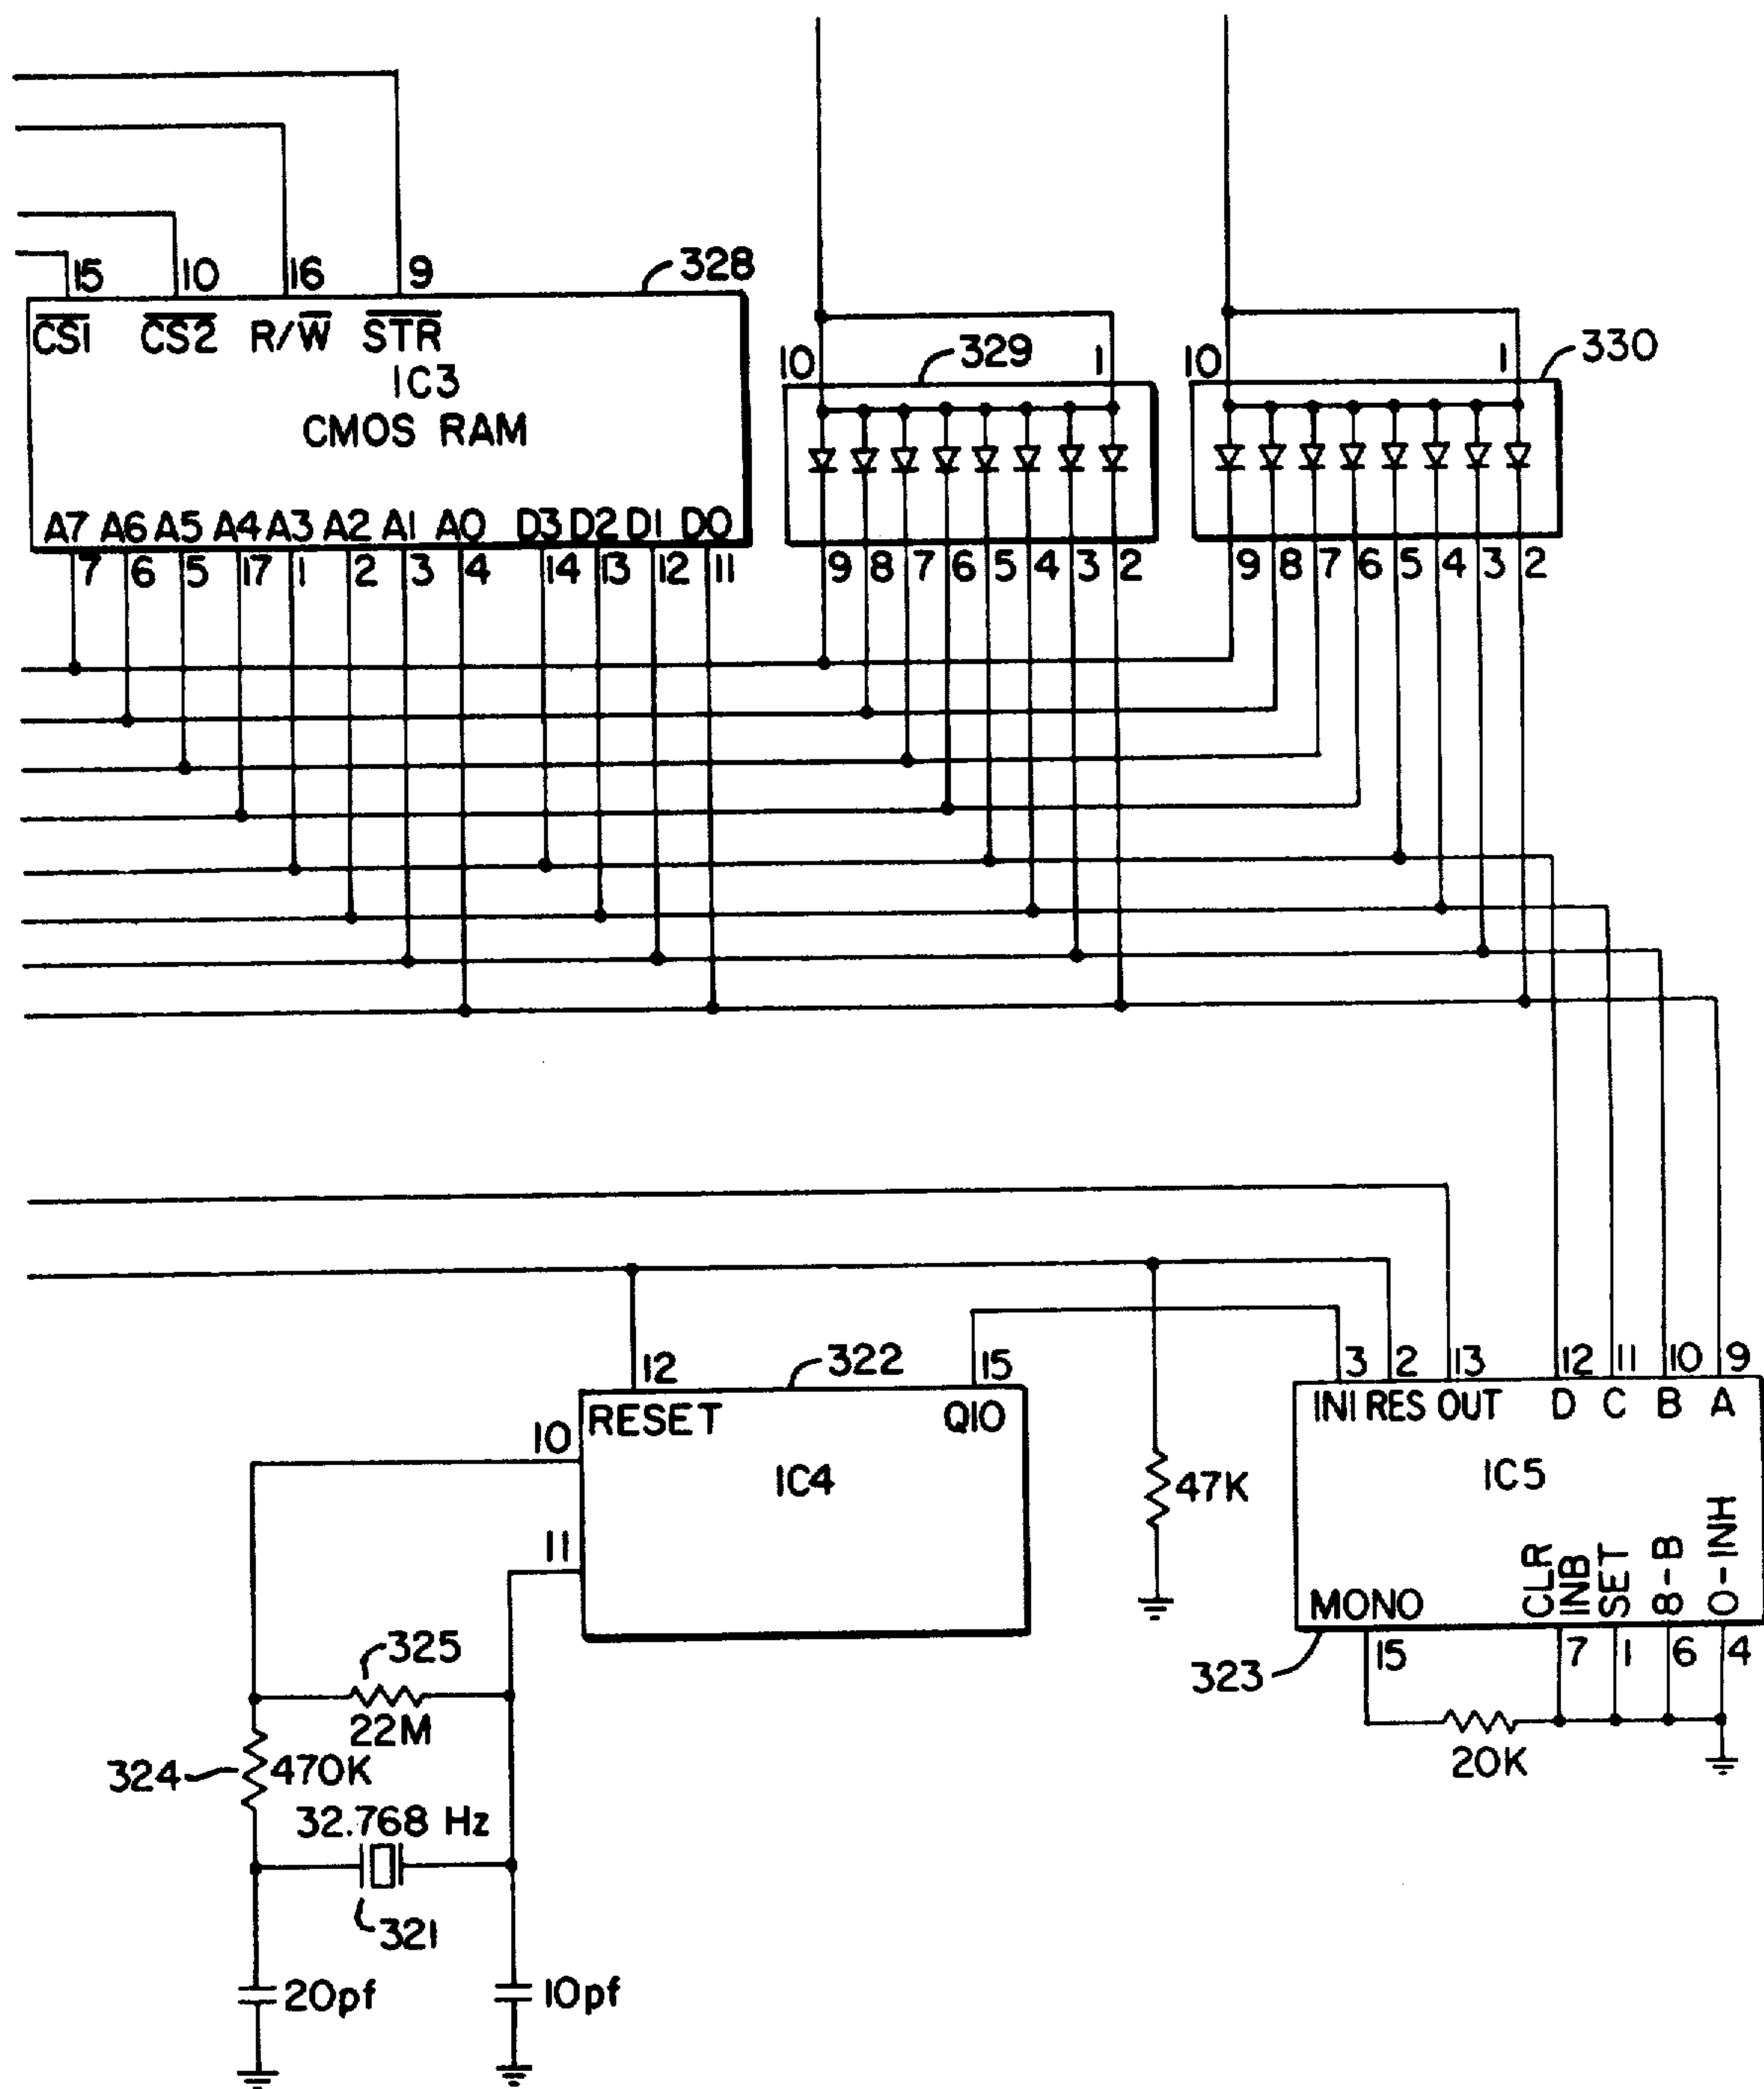 328
15 10 16 9
CS1 CS2 R/W STR
IC3
CMOS RAM
A7 A6 A5 A4 A3 A2 A1 A0 D3 D2 D1 D0
7 6 5 17 1 2 3 4 14 13 12 11
329
10 1
9 8 7 6 5 4 3 2
330
10 1
9 8 7 6 5 4 3 2
322
12 15
RESET Q10
10
IC4
11
47K
3 2 13 12 11 10 9
IN1 RES OUT D C B A
IC5
CLR
INB
SET
8-B
O-INH
MONO
323
15 7 1 6 4
20K
325
22M
324
470K
32.768 Hz
321
20pf
10pf